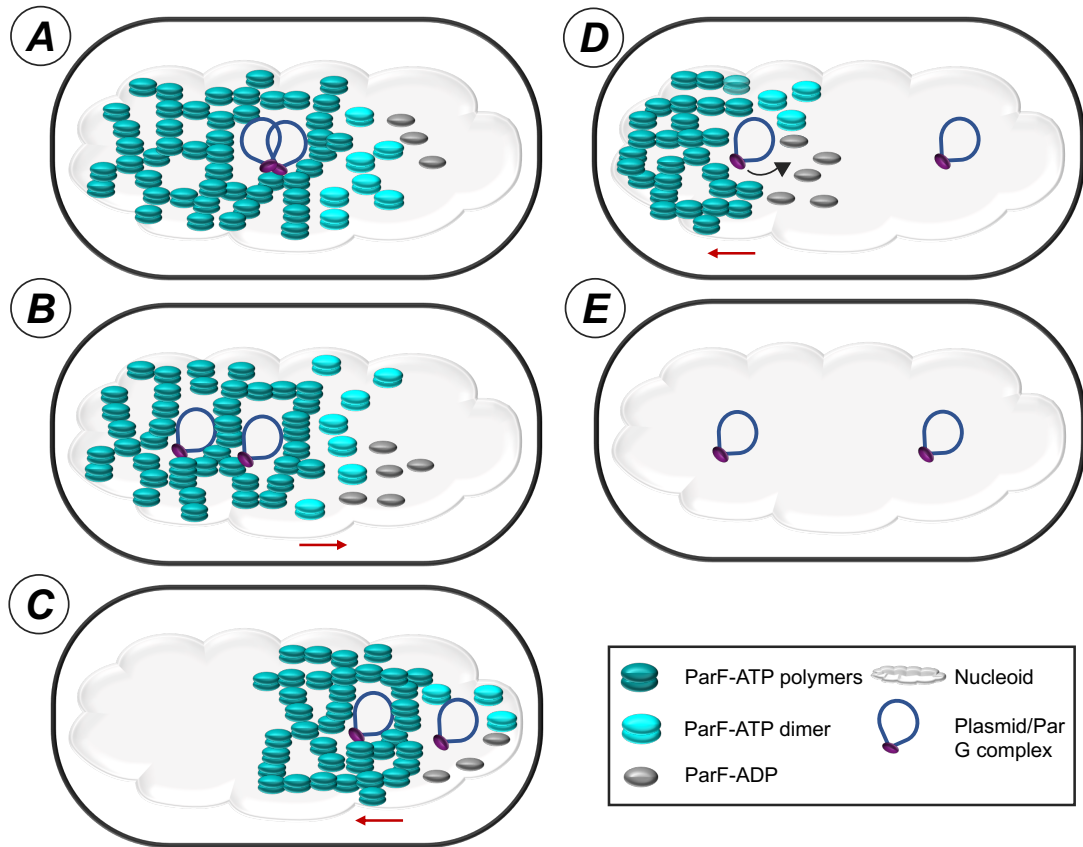 A
D
B
E
C
ParF-ATP polymers
Nucleoid
ParF-ATP dimer
Plasmid/Par
G complex
ParF-ADP